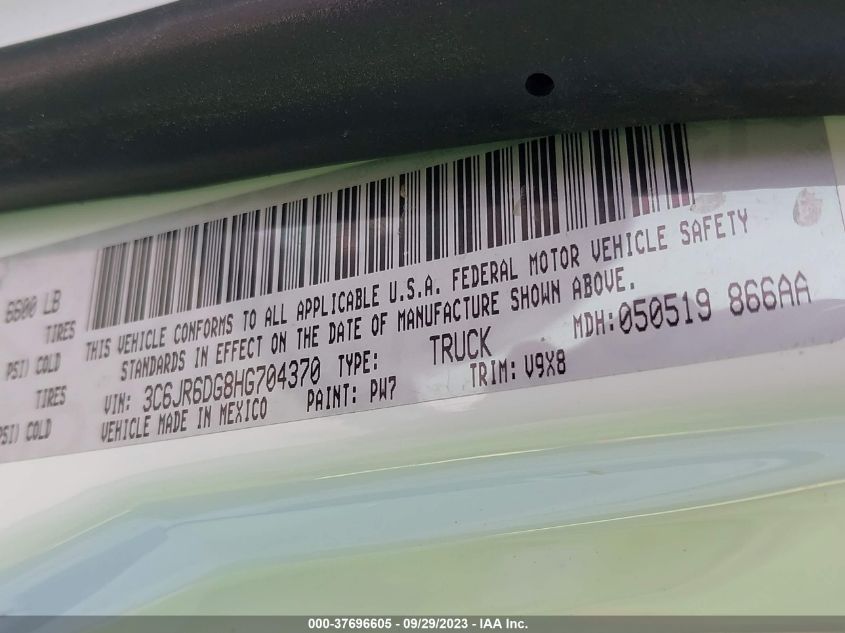 6600 LB
TIRES
PSI) COLD
TIRES
PSI) COLD
THIS VEHICLE CONFORMS TO ALL APPLICABLE U.S.A. FEDERAL MOTOR VEHICLE SAFETY
STANDARDS IN EFFECT ON THE DATE OF MANUFACTURE SHOWN ABOVE.
VIN: 3C6JR6DG8HG704370 TYPE: TRUCK MDH:050519 866AA
VEHICLE MADE IN MEXICO PAINT: PW7 TRIM: V9X8
000-37696605 - 09/29/2023 - IAA Inc.